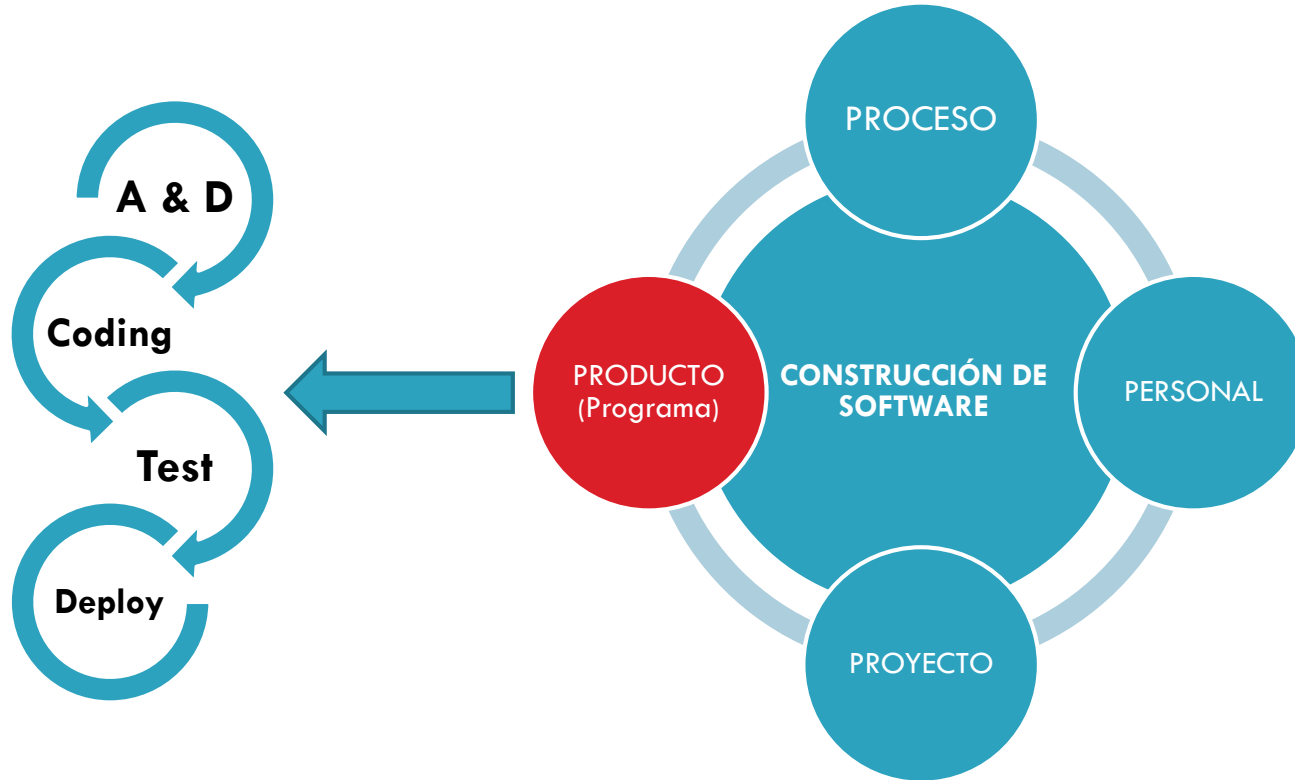 A & D
Coding
Test
Deploy
PROCESO
PRODUCTO
(Programa)
CONSTRUCCIÓN DE
SOFTWARE
PERSONAL
PROYECTO